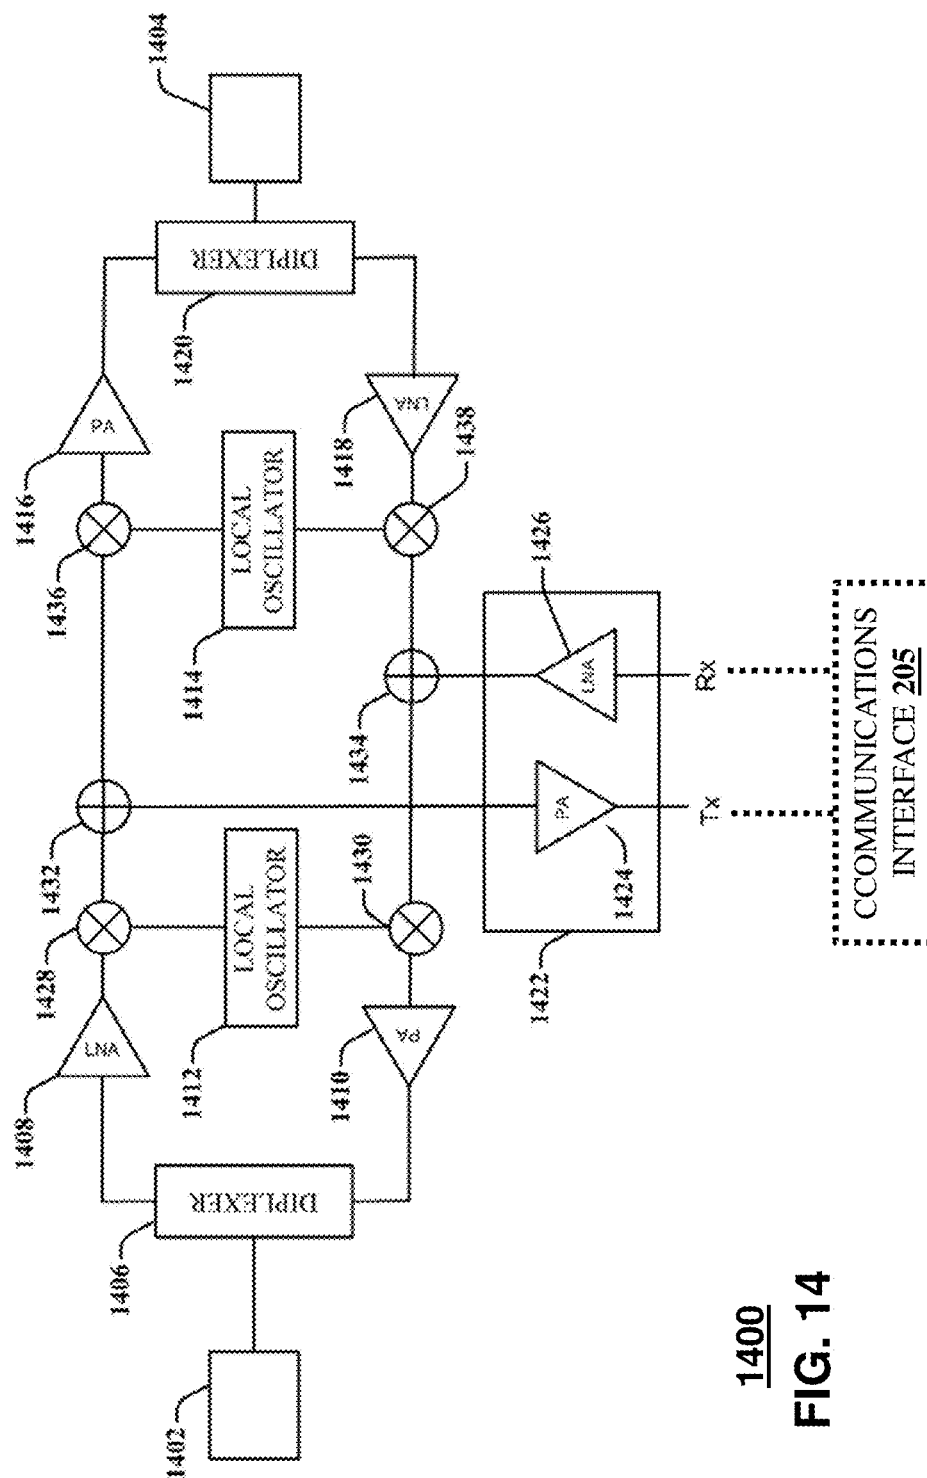 1402
1404
1406
DIPLEXER
DIPLEXER
1420
1408
LNA
1428
1432
1436
1416
PA
1412
LOCAL
OSCILLATOR
1414
LOCAL
OSCILLATOR
1410
PA
1430
1434
1438
1418
LNA
1422
1424
PA
1426
LNA
Tx
Rx
CCOMMUNICATIONS
INTERFACE 205
1400
FIG. 14